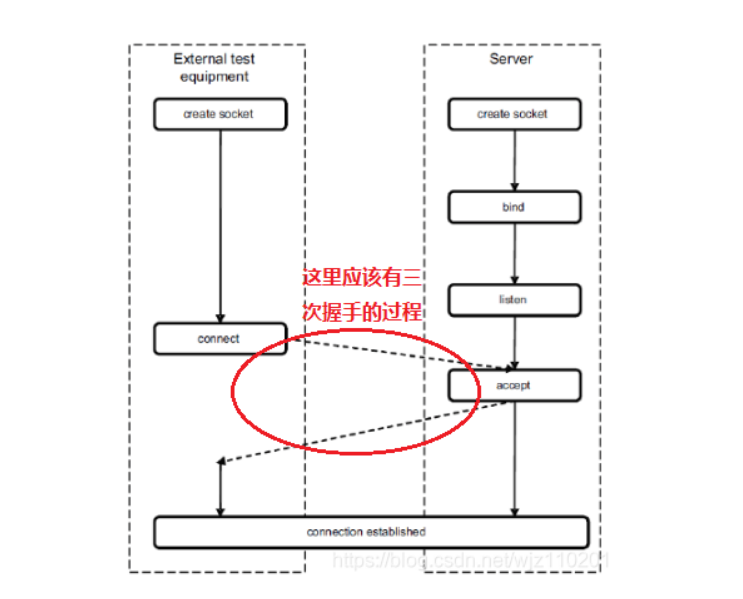 External test
equipment
Server
create socket
create socket
bind
这里应该有三
次握手的过程
listen
connect
accept
connection established
https://blog.csdn.net/wjz110201